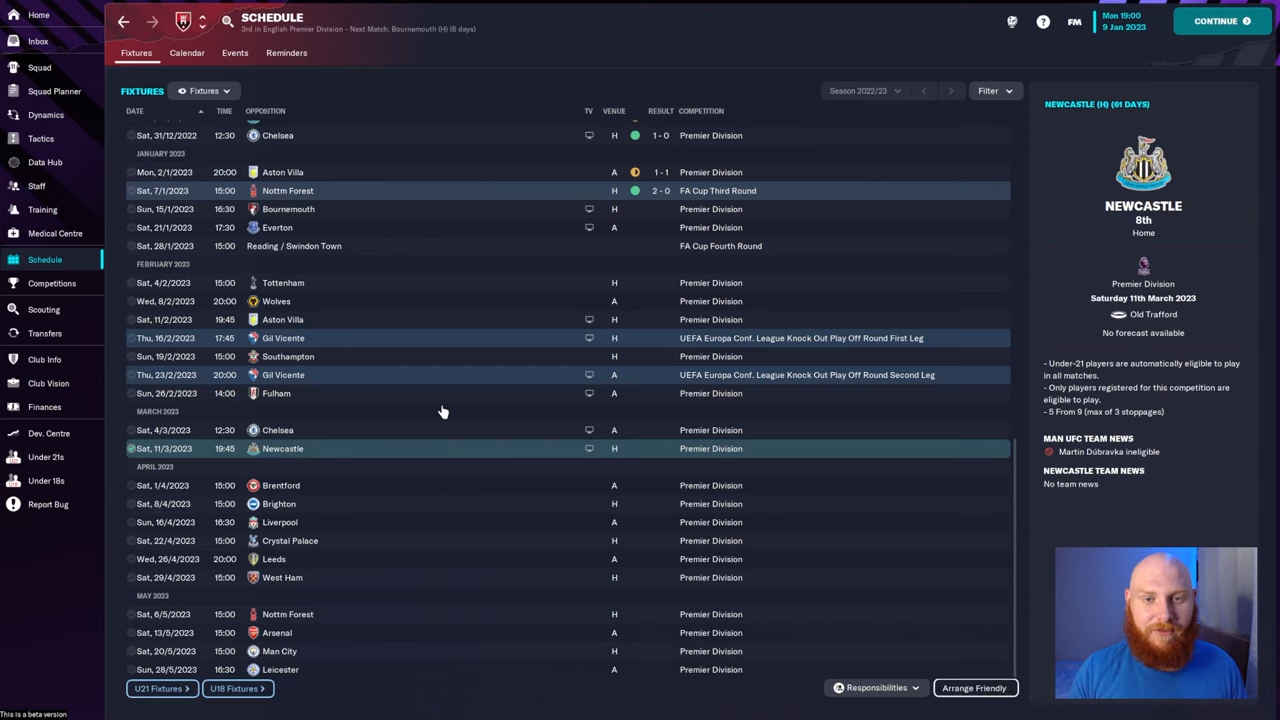 Home
Inbox
Squad
Squad Planner
Dynamics
Tactics
Data Hub
Staff
Training
Medical Centre
Schedule
Competitions
Scouting
Transfers
Club Info
Club Vision
Finances
Dev. Centre
Under 21s
Under 18s
Report Bug
This is a beta version
SCHEDULE
3rd in English Premier Division - Next Match: Bournemouth (H) (6 days)
FM
Mon 19:00
9 Jan 2023
CONTINUE
Fixtures Calendar Events Reminders
FIXTURES Fixtures Season 2022/23 Filter
DATE TIME OPPOSITION TV VENUE RESULT COMPETITION
Sat, 31/12/2022 12:30 Chelsea H 1 - 0 Premier Division
JANUARY 2023
Mon, 2/1/2023 20:00 Aston Villa A 1 - 1 Premier Division
Sat, 7/1/2023 15:00 Nottm Forest H 2 - 0 FA Cup Third Round
Sun, 15/1/2023 16:30 Bournemouth H Premier Division
Sat, 21/1/2023 17:30 Everton A Premier Division
Sat, 28/1/2023 15:00 Reading / Swindon Town FA Cup Fourth Round
FEBRUARY 2023
Sat, 4/2/2023 15:00 Tottenham H Premier Division
Wed, 8/2/2023 20:00 Wolves A Premier Division
Sat, 11/2/2023 19:45 Aston Villa H Premier Division
Thu, 16/2/2023 17:45 Gil Vicente H UEFA Europa Conf. League Knock Out Play Off Round First Leg
Sun, 19/2/2023 15:00 Southampton H Premier Division
Thu, 23/2/2023 20:00 Gil Vicente A UEFA Europa Conf. League Knock Out Play Off Round Second Leg
Sun, 26/2/2023 14:00 Fulham A Premier Division
MARCH 2023
Sat, 4/3/2023 12:30 Chelsea A Premier Division
Sat, 11/3/2023 19:45 Newcastle H Premier Division
APRIL 2023
Sat, 1/4/2023 15:00 Brentford A Premier Division
Sat, 8/4/2023 15:00 Brighton H Premier Division
Sun, 16/4/2023 16:30 Liverpool A Premier Division
Sat, 22/4/2023 15:00 Crystal Palace H Premier Division
Wed, 26/4/2023 20:00 Leeds A Premier Division
Sat, 29/4/2023 15:00 West Ham H Premier Division
MAY 2023
Sat, 6/5/2023 15:00 Nottm Forest H Premier Division
Sat, 13/5/2023 15:00 Arsenal A Premier Division
Sat, 20/5/2023 15:00 Man City H Premier Division
Sun, 28/5/2023 16:30 Leicester A Premier Division
U21 Fixtures U18 Fixtures Responsibilities Arrange Friendly
NEWCASTLE (H) (61 DAYS)
NEWCASTLE
8th
Home
Premier Division
Saturday 11th March 2023
Old Trafford
No forecast available
- Under-21 players are automatically eligible to play
in all matches.
- Only players registered for this competition are
eligible to play.
- 5 From 9 (max of 3 stoppages)
MAN UFC TEAM NEWS
Martin Dúbravka ineligible
NEWCASTLE TEAM NEWS
No team news